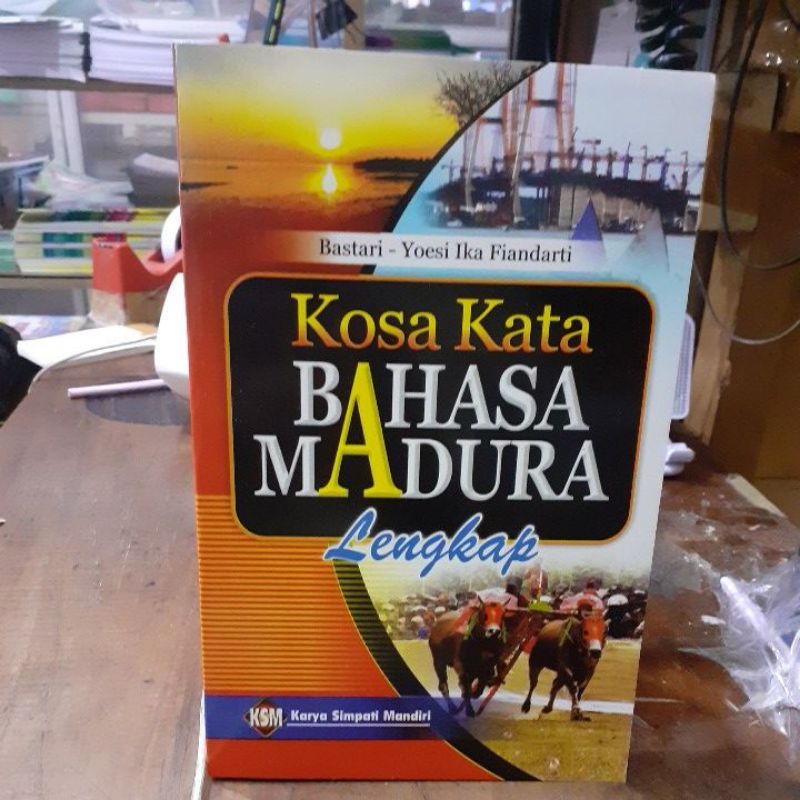 Bastari - Yoesi Ika Fiandarti
Kosa Kata
BAHASA
MADURA
Lengkap
KSM Karya Simpati Mandiri